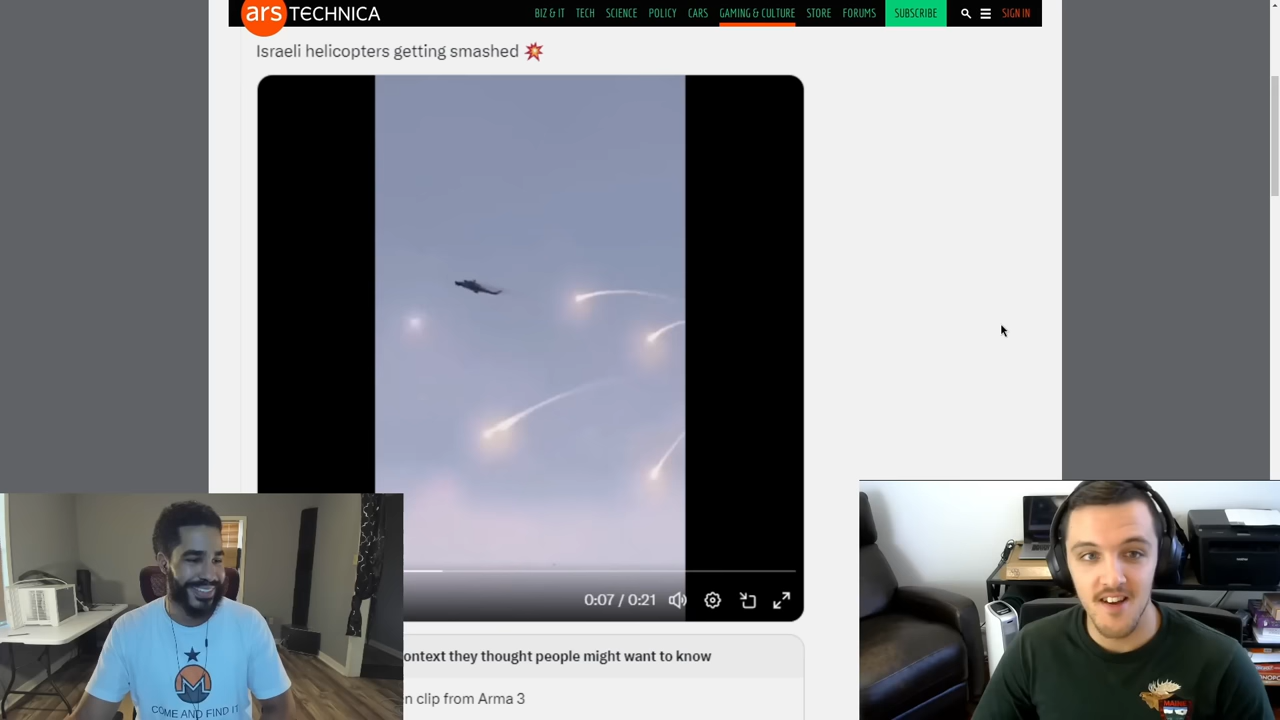 ars TECHNICA
BIZ & IT TECH SCIENCE POLICY CARS GAMING & CULTURE STORE FORUMS SUBSCRIBE SIGN IN
Israeli helicopters getting smashed 💥
0:07 / 0:21
ontext they thought people might want to know
n clip from Arma 3
COME AND FIND IT
MAINE